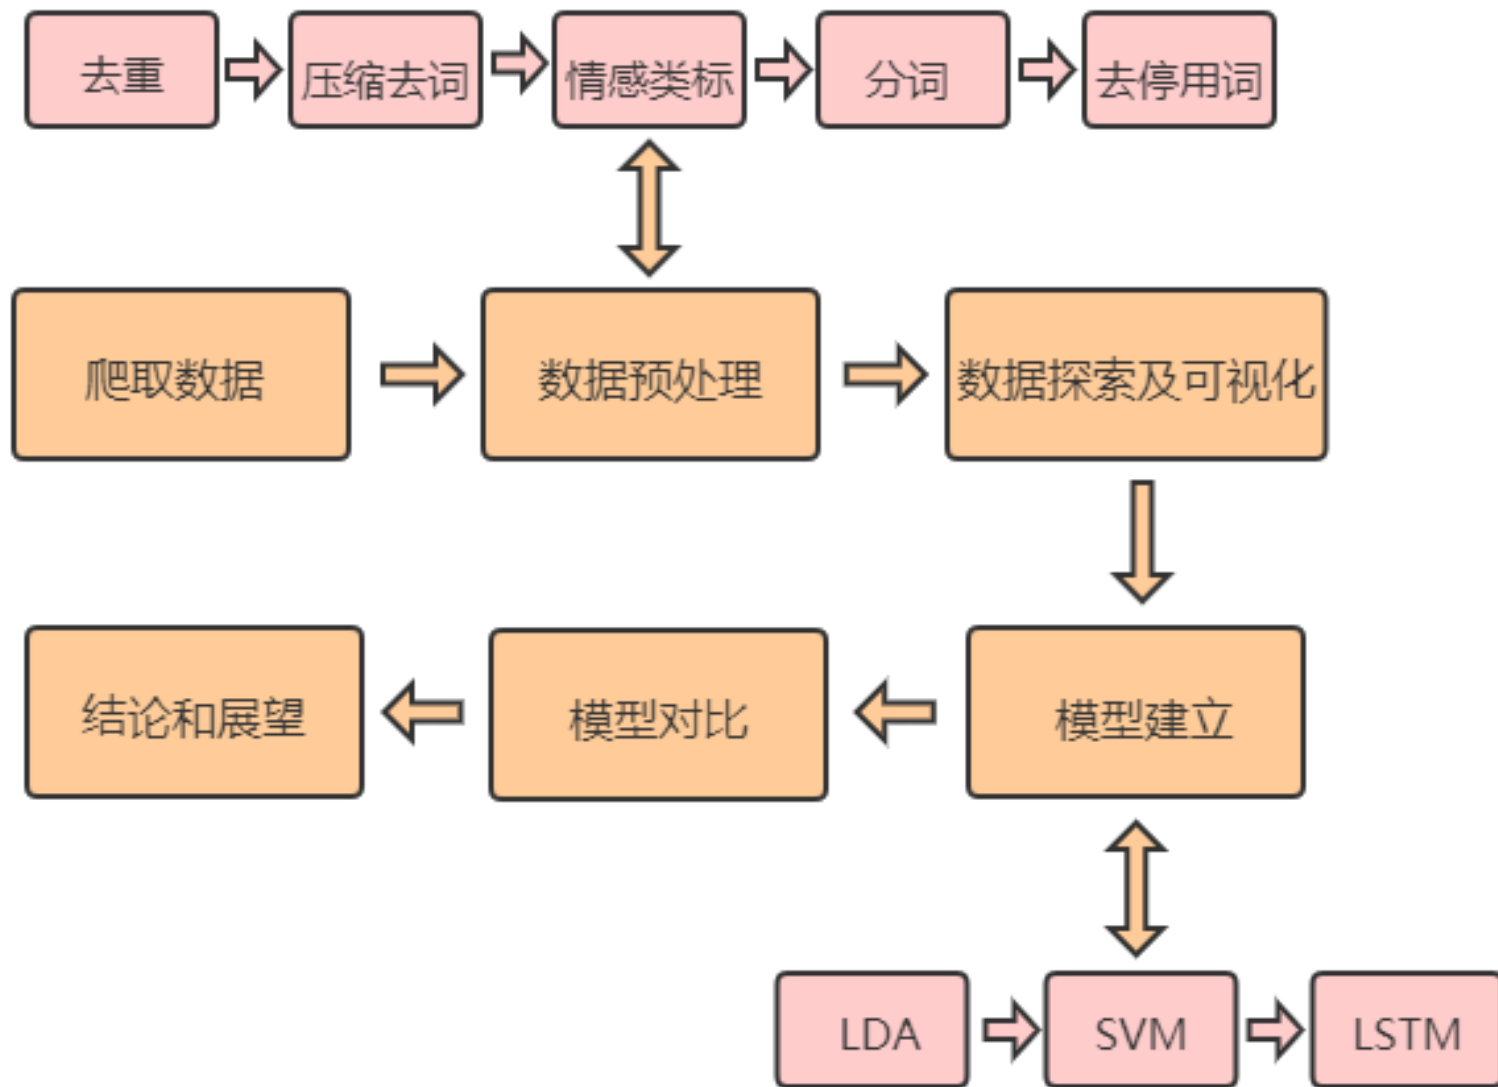 去重
压缩去词
情感类标
分词
去停用词
爬取数据
数据预处理
数据探索及可视化
结论和展望
模型对比
模型建立
LDA
SVM
LSTM